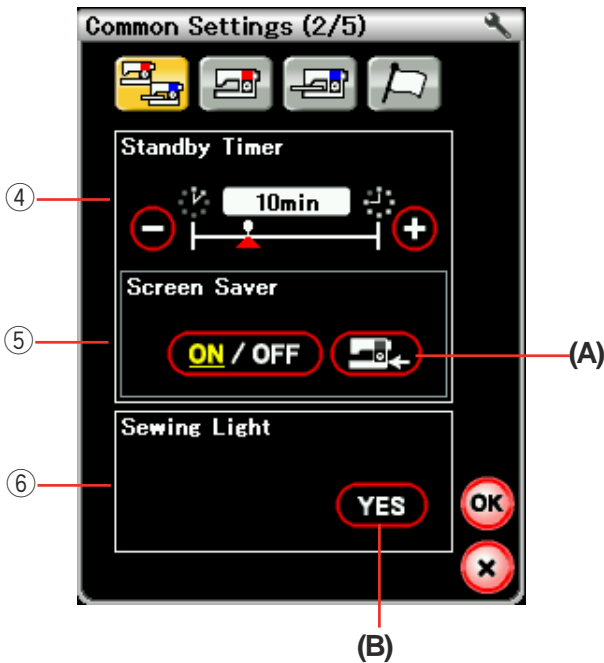 Common Settings (2/5)
Standby Timer
④
10min
Screen Saver
⑤
ON / OFF
(A)
Sewing Light
⑥
YES
OK
(B)